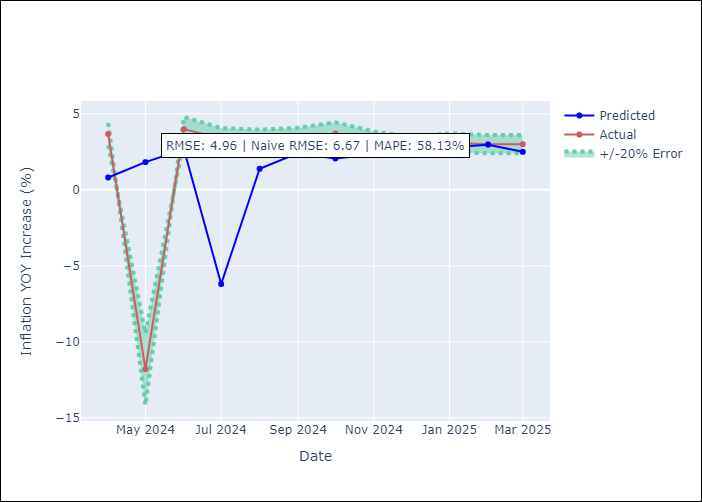 Predicted
Actual
+/-20% Error
RMSE: 4.96 | Naive RMSE: 6.67 | MAPE: 58.13%
Inflation YOY Increase (%)
5
0
−5
−10
−15
May 2024
Jul 2024
Sep 2024
Nov 2024
Jan 2025
Mar 2025
Date